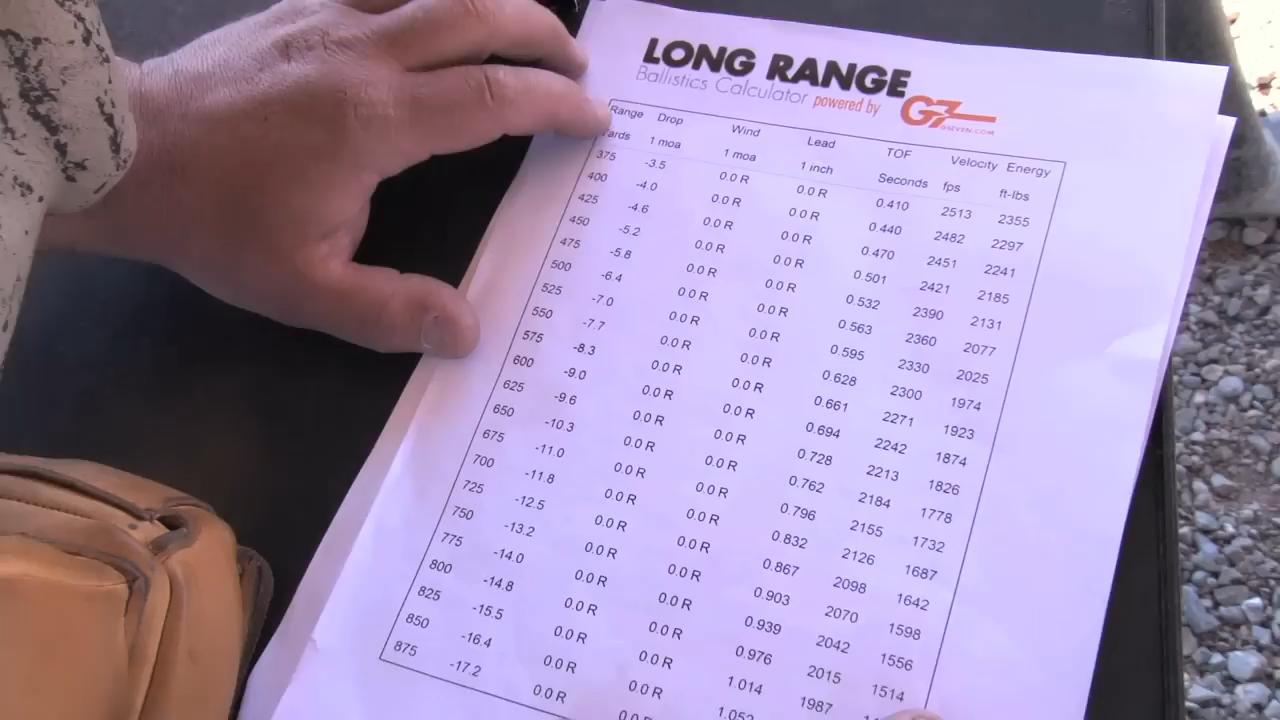 LONG RANGE
Ballistics Calculator powered by G7
GSEVEN.COM
Range Drop Wind Lead TOF Velocity Energy
1 moa 1 moa 1 inch Seconds fps ft-lbs
375 -3.5 0.0 R 0.0 R 0.410 2513 2355
400 -4.0 0.0 R 0.0 R 0.440 2482 2297
425 -4.6 0.0 R 0.0 R 0.470 2451 2241
450 -5.2 0.0 R 0.0 R 0.501 2421 2185
475 -5.8 0.0 R 0.0 R 0.532 2390 2131
500 -6.4 0.0 R 0.0 R 0.563 2360 2077
525 -7.0 0.0 R 0.0 R 0.595 2330 2025
550 -7.7 0.0 R 0.0 R 0.628 2300 1974
575 -8.3 0.0 R 0.0 R 0.661 2271 1923
600 -9.0 0.0 R 0.0 R 0.694 2242 1874
625 -9.6 0.0 R 0.0 R 0.728 2213 1826
650 -10.3 0.0 R 0.0 R 0.762 2184 1778
675 -11.0 0.0 R 0.0 R 0.796 2155 1732
700 -11.8 0.0 R 0.0 R 0.832 2126 1687
725 -12.5 0.0 R 0.0 R 0.867 2098 1642
750 -13.2 0.0 R 0.0 R 0.903 2070 1598
775 -14.0 0.0 R 0.0 R 0.939 2042 1556
800 -14.8 0.0 R 0.0 R 0.976 2015 1514
825 -15.5 0.0 R 0.0 R 1.014 1987
850 -16.4 0.0 R 0.0 R 1.052
875 -17.2 0.0 R 0.0 R